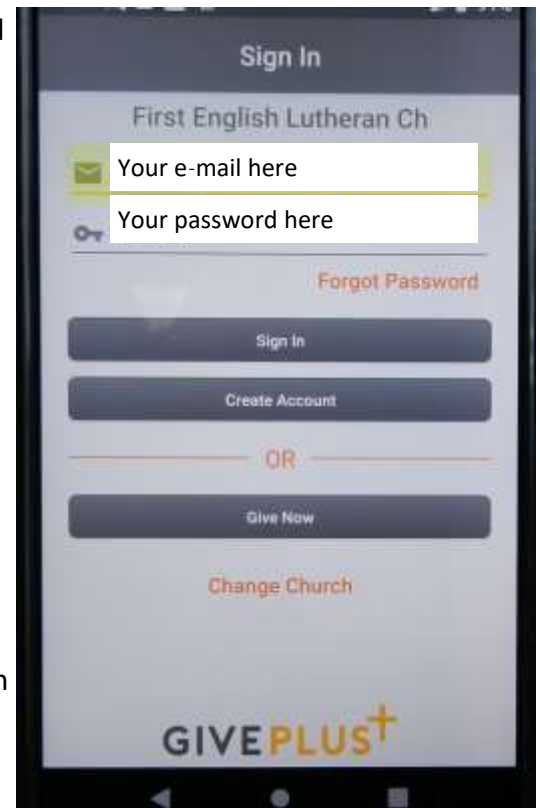 Sign In
First English Lutheran Ch
Your e-mail here
Your password here
Forgot Password
Sign In
Create Account
OR
Give Now
Change Church
GIVEPLUS+